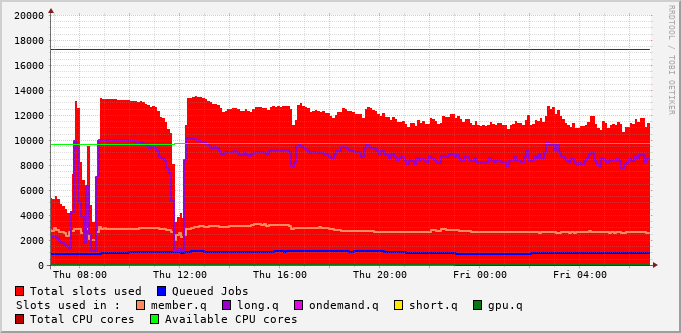 20000
18000
16000
14000
12000
10000
8000
6000
4000
2000
0
Thu 08:00 Thu 12:00 Thu 16:00 Thu 20:00 Fri 00:00 Fri 04:00
Total slots used Queued Jobs
Slots used in : member.q long.q ondemand.q short.q gpu.q
Total CPU cores Available CPU cores
RRDTOOL / TOBI OETIKER